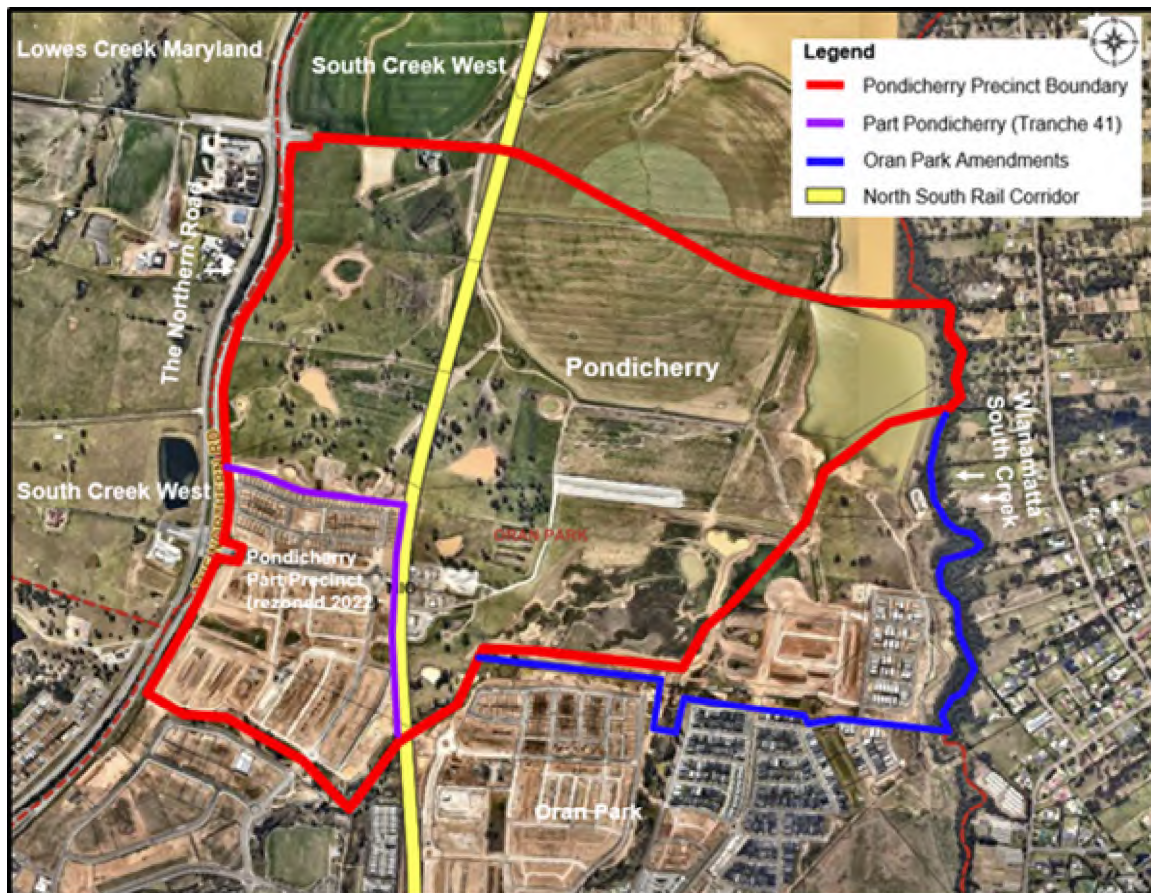 Lowes Creek Maryland
South Creek West
Legend
Pondicherry Precinct Boundary
Part Pondicherry (Tranche 41)
Oran Park Amendments
North South Rail Corridor
The Northern Road
Pondicherry
Wianamatta
South Creek
South Creek West
ORAN PARK
Pondicherry
Part Precinct
(rezoned 2022)
Oran Park